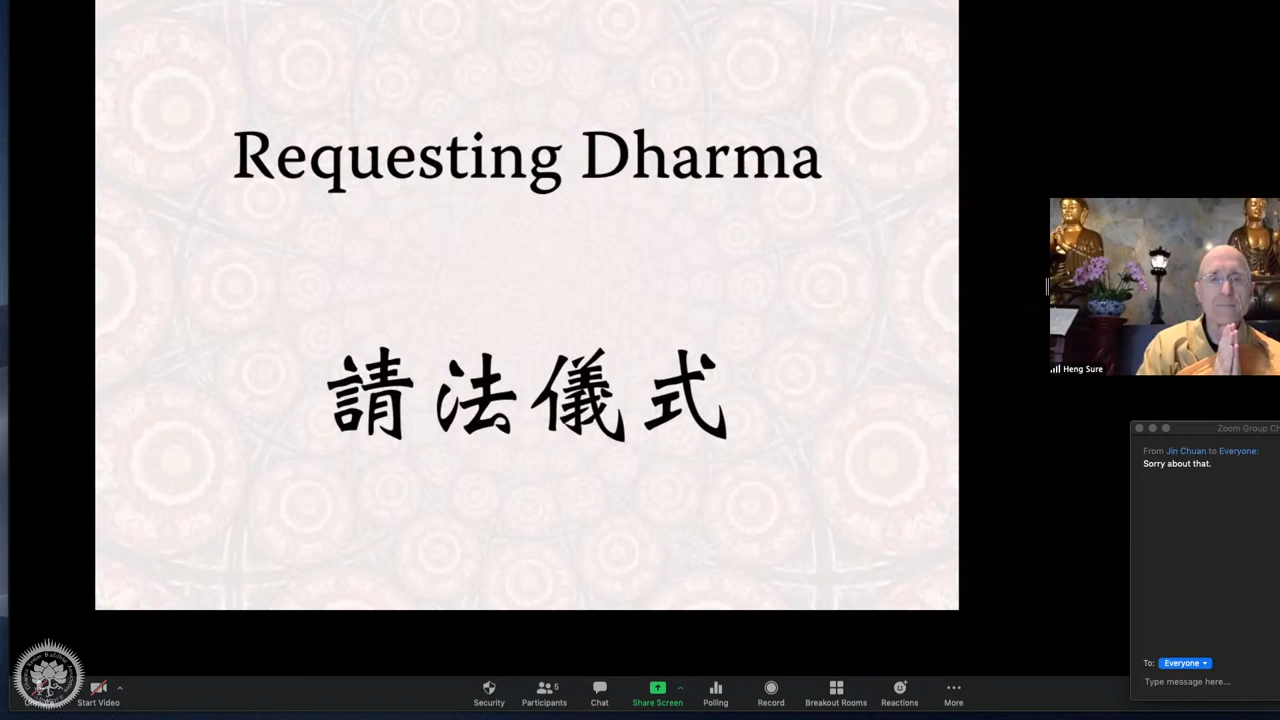 Requesting Dharma
請法儀式
Heng Sure
Zoom Group Ch
From Jin Chuan to Everyone:
Sorry about that.
To: Everyone
Type message here...
Start Video
Security
Participants 5
Chat
Share Screen
Polling
Record
Breakout Rooms
Reactions
More